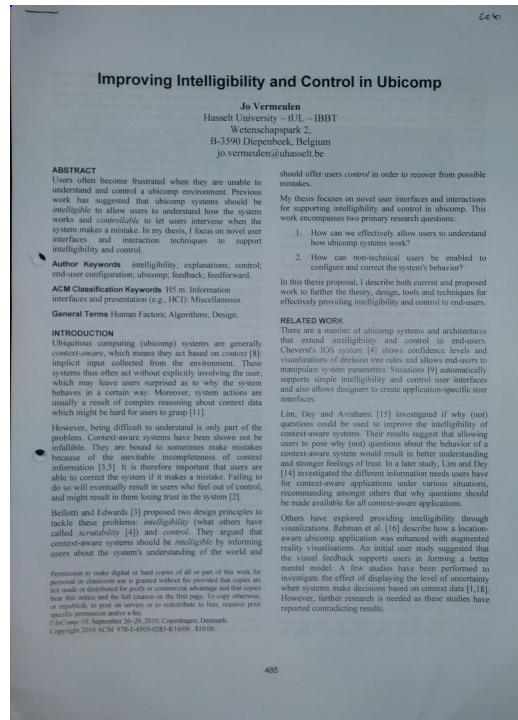 Improving Intelligibility and Control in Ubicomp
Jo Vermeulen
Hasselt University – tUL – IBBT
Wetenschapspark 2,
B-3590 Diepenbeek, Belgium
jo.vermeulen@uhasselt.be
ABSTRACT
Users often become frustrated when they are unable to
understand and control a ubicomp environment. Previous
work has suggested that ubicomp systems should be
intelligible to allow users to understand how the system
works and controllable to let users intervene when the
system makes a mistake. In my thesis, I focus on novel user
interfaces and interaction techniques to support
intelligibility and control.
Author Keywords intelligibility; explanations; control;
end-user configuration; ubicomp; feedback; feedforward.
ACM Classification Keywords H5.m. Information
interfaces and presentation (e.g., HCI): Miscellaneous.
General Terms Human Factors; Algorithms; Design.
INTRODUCTION
Ubiquitous computing (ubicomp) systems are generally
context-aware, which means they act based on context [8]:
implicit input collected from the environment. These
systems thus often act without explicitly involving the user,
which may leave users surprised as to why the system
behaves in a certain way. Moreover, system actions are
usually a result of complex reasoning about context data
which might be hard for users to grasp [11].
However, being difficult to understand is only part of the
problem. Context-aware systems have been shown not be
infallible. They are bound to sometimes make mistakes
because of the inevitable incompleteness of context
information [3,5]. It is therefore important that users are
able to correct the system if it makes a mistake. Failing to
do so will eventually result in users who feel out of control,
and might result in them losing trust in the system [2].
Bellotti and Edwards [3] proposed two design principles to
tackle these problems: intelligibility (what others have
called scrutability [4]) and control. They argued that
context-aware systems should be intelligible by informing
users about the system's understanding of the world and
Permission to make digital or hard copies of all or part of this work for
personal or classroom use is granted without fee provided that copies are
not made or distributed for profit or commercial advantage and that copies
bear this notice and the full citation on the first page. To copy otherwise,
or republish, to post on servers or to redistribute to lists, requires prior
specific permission and/or a fee.
UbiComp '10, September 26–29, 2010, Copenhagen, Denmark.
Copyright 2010 ACM 978-1-4503-0283-8/10/09...$10.00.
should offer users control in order to recover from possible
mistakes.
My thesis focuses on novel user interfaces and interactions
for supporting intelligibility and control in ubicomp. This
work encompasses two primary research questions:
1. How can we effectively allow users to understand
how ubicomp systems work?
2. How can non-technical users be enabled to
configure and correct the system's behavior?
In this thesis proposal, I describe both current and proposed
work to further the theory, design, tools and techniques for
effectively providing intelligibility and control to end-users.
RELATED WORK
There are a number of ubicomp systems and architectures
that extend intelligibility and control to end-users.
Cheverst's IOS system [4] shows confidence levels and
visualizations of decision tree rules and allows end-users to
manipulate system parameters. Situations [9] automatically
supports simple intelligibility and control user interfaces
and also allows designers to create application-specific user
interfaces.
Lim, Dey and Avrahami [15] investigated if why (not)
questions could be used to improve the intelligibility of
context-aware systems. Their results suggest that allowing
users to pose why (not) questions about the behavior of a
context-aware system would result in better understanding
and stronger feelings of trust. In a later study, Lim and Dey
[14] investigated the different information needs users have
for context-aware applications under various situations,
recommending amongst others that why questions should
be made available for all context-aware applications.
Others have explored providing intelligibility through
visualizations. Rehman et al. [16] describe how a location-
aware ubicomp application was enhanced with augmented
reality visualisations. An initial user study suggested that
the visual feedback supports users in forming a better
mental model. A few studies have been performed to
investigate the effect of displaying the level of uncertainty
when systems make decisions based on context data [1,18].
However, further research is needed as these studies have
reported contradicting results.
485